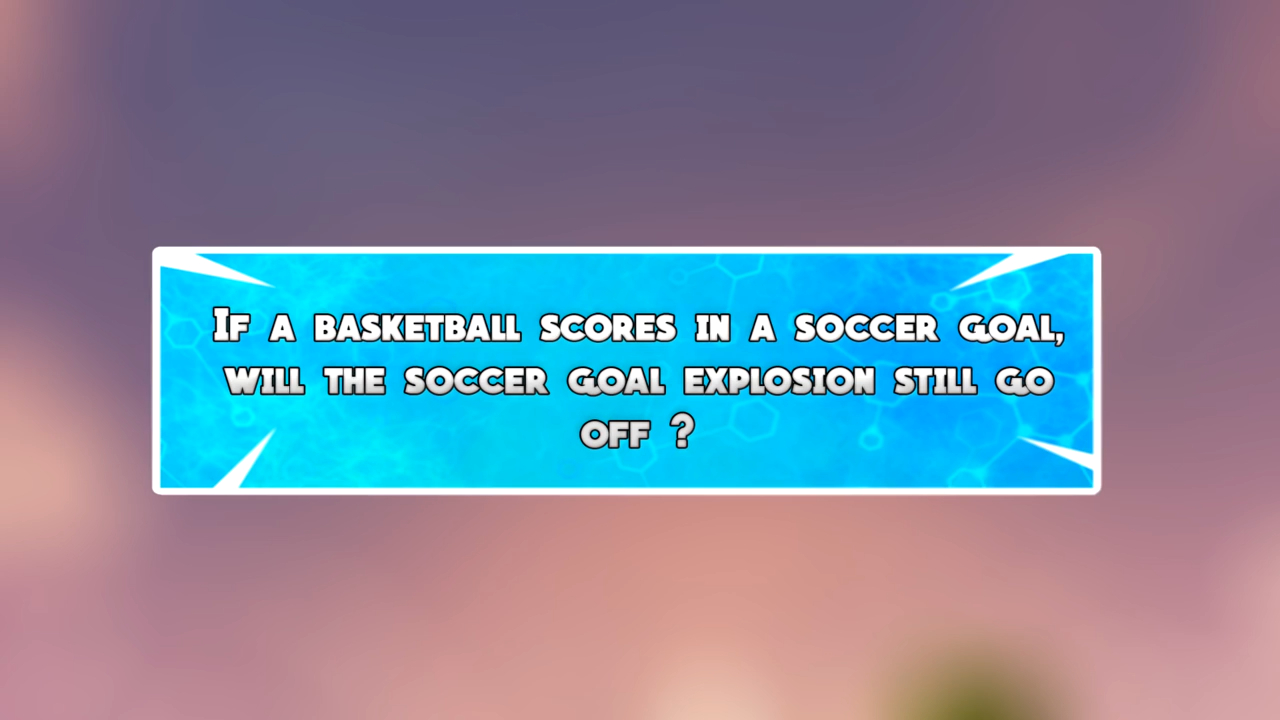 If a basketball scores in a soccer goal,
will the soccer goal explosion still go
off ?